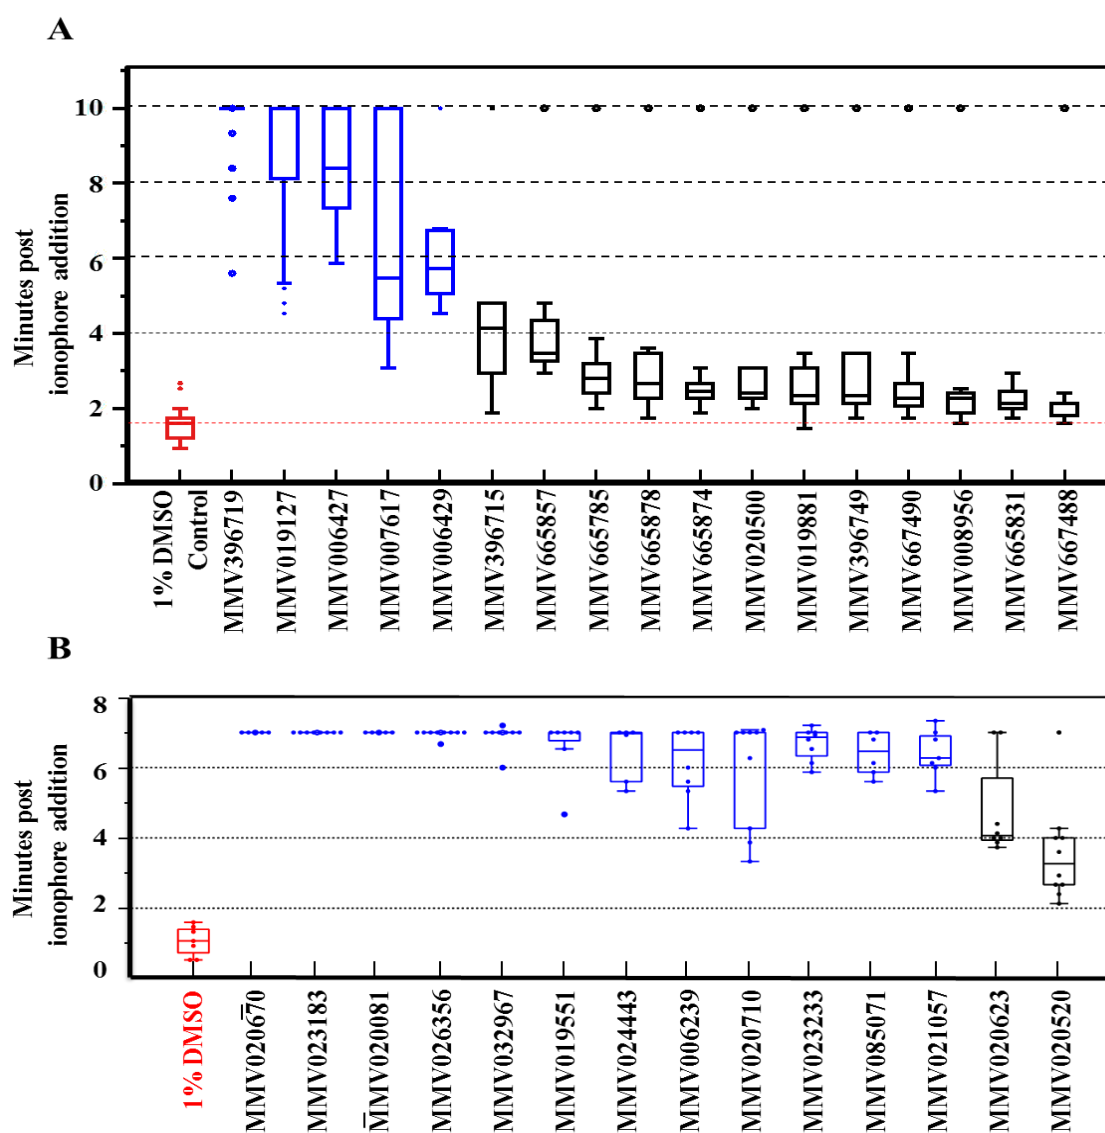 A
Minutes post
ionophore addition
10
8
6
4
2
0
1% DMSO
Control
MMV396719
MMV019127
MMV006427
MMV007617
MMV006429
MMV396715
MMV665857
MMV665785
MMV665878
MMV665874
MMV020500
MMV019881
MMV396749
MMV667490
MMV008956
MMV665831
MMV667488
B
Minutes post
ionophore addition
8
6
4
2
0
1% DMSO
MMV020670
MMV023183
MMV020081
MMV026356
MMV032967
MMV019551
MMV024443
MMV006239
MMV020710
MMV023233
MMV085071
MMV021057
MMV020623
MMV020520